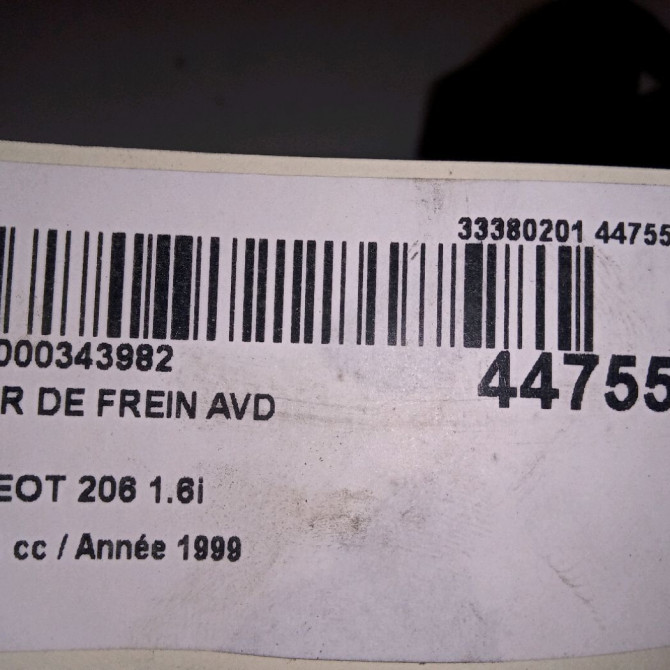 33380201 44755
000343982
44755
R DE FREIN AVD
EOT 206 1.6i
cc / Année 1999